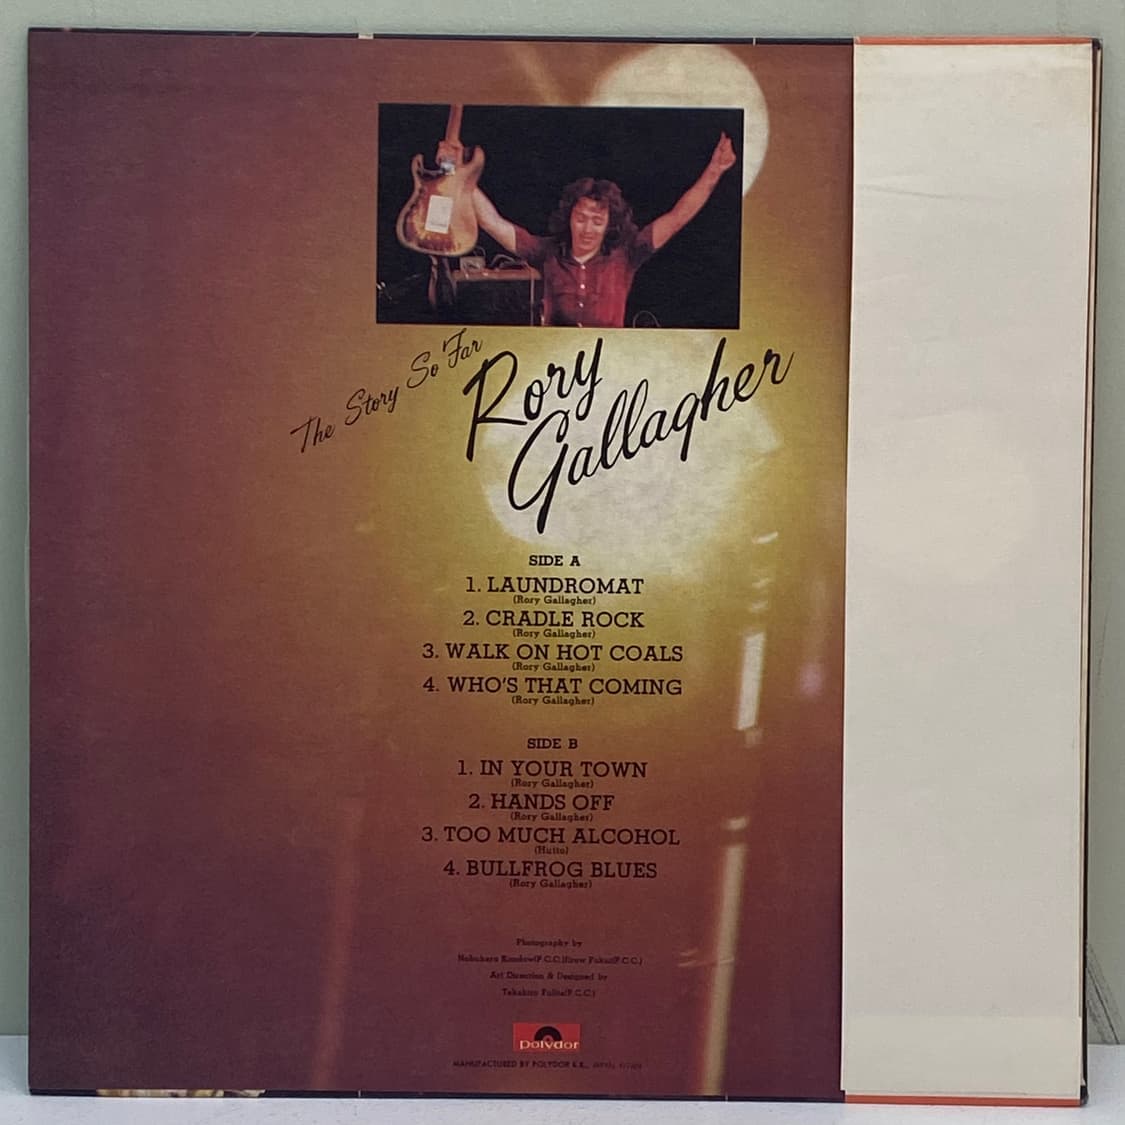 The Story So Far
Rory
Gallagher
SIDE A
1. LAUNDROMAT
(Rory Gallagher)
2. CRADLE ROCK
(Rory Gallagher)
3. WALK ON HOT COALS
(Rory Gallagher)
4. WHO'S THAT COMING
(Rory Gallagher)
SIDE B
1. IN YOUR TOWN
(Rory Gallagher)
2. HANDS OFF
(Rory Gallagher)
3. TOO MUCH ALCOHOL
(Hutto)
4. BULLFROG BLUES
(Rory Gallagher)
Photography by
Art Direction & Designed by
polydor
MANUFACTURED BY POLYDOR K.K.,